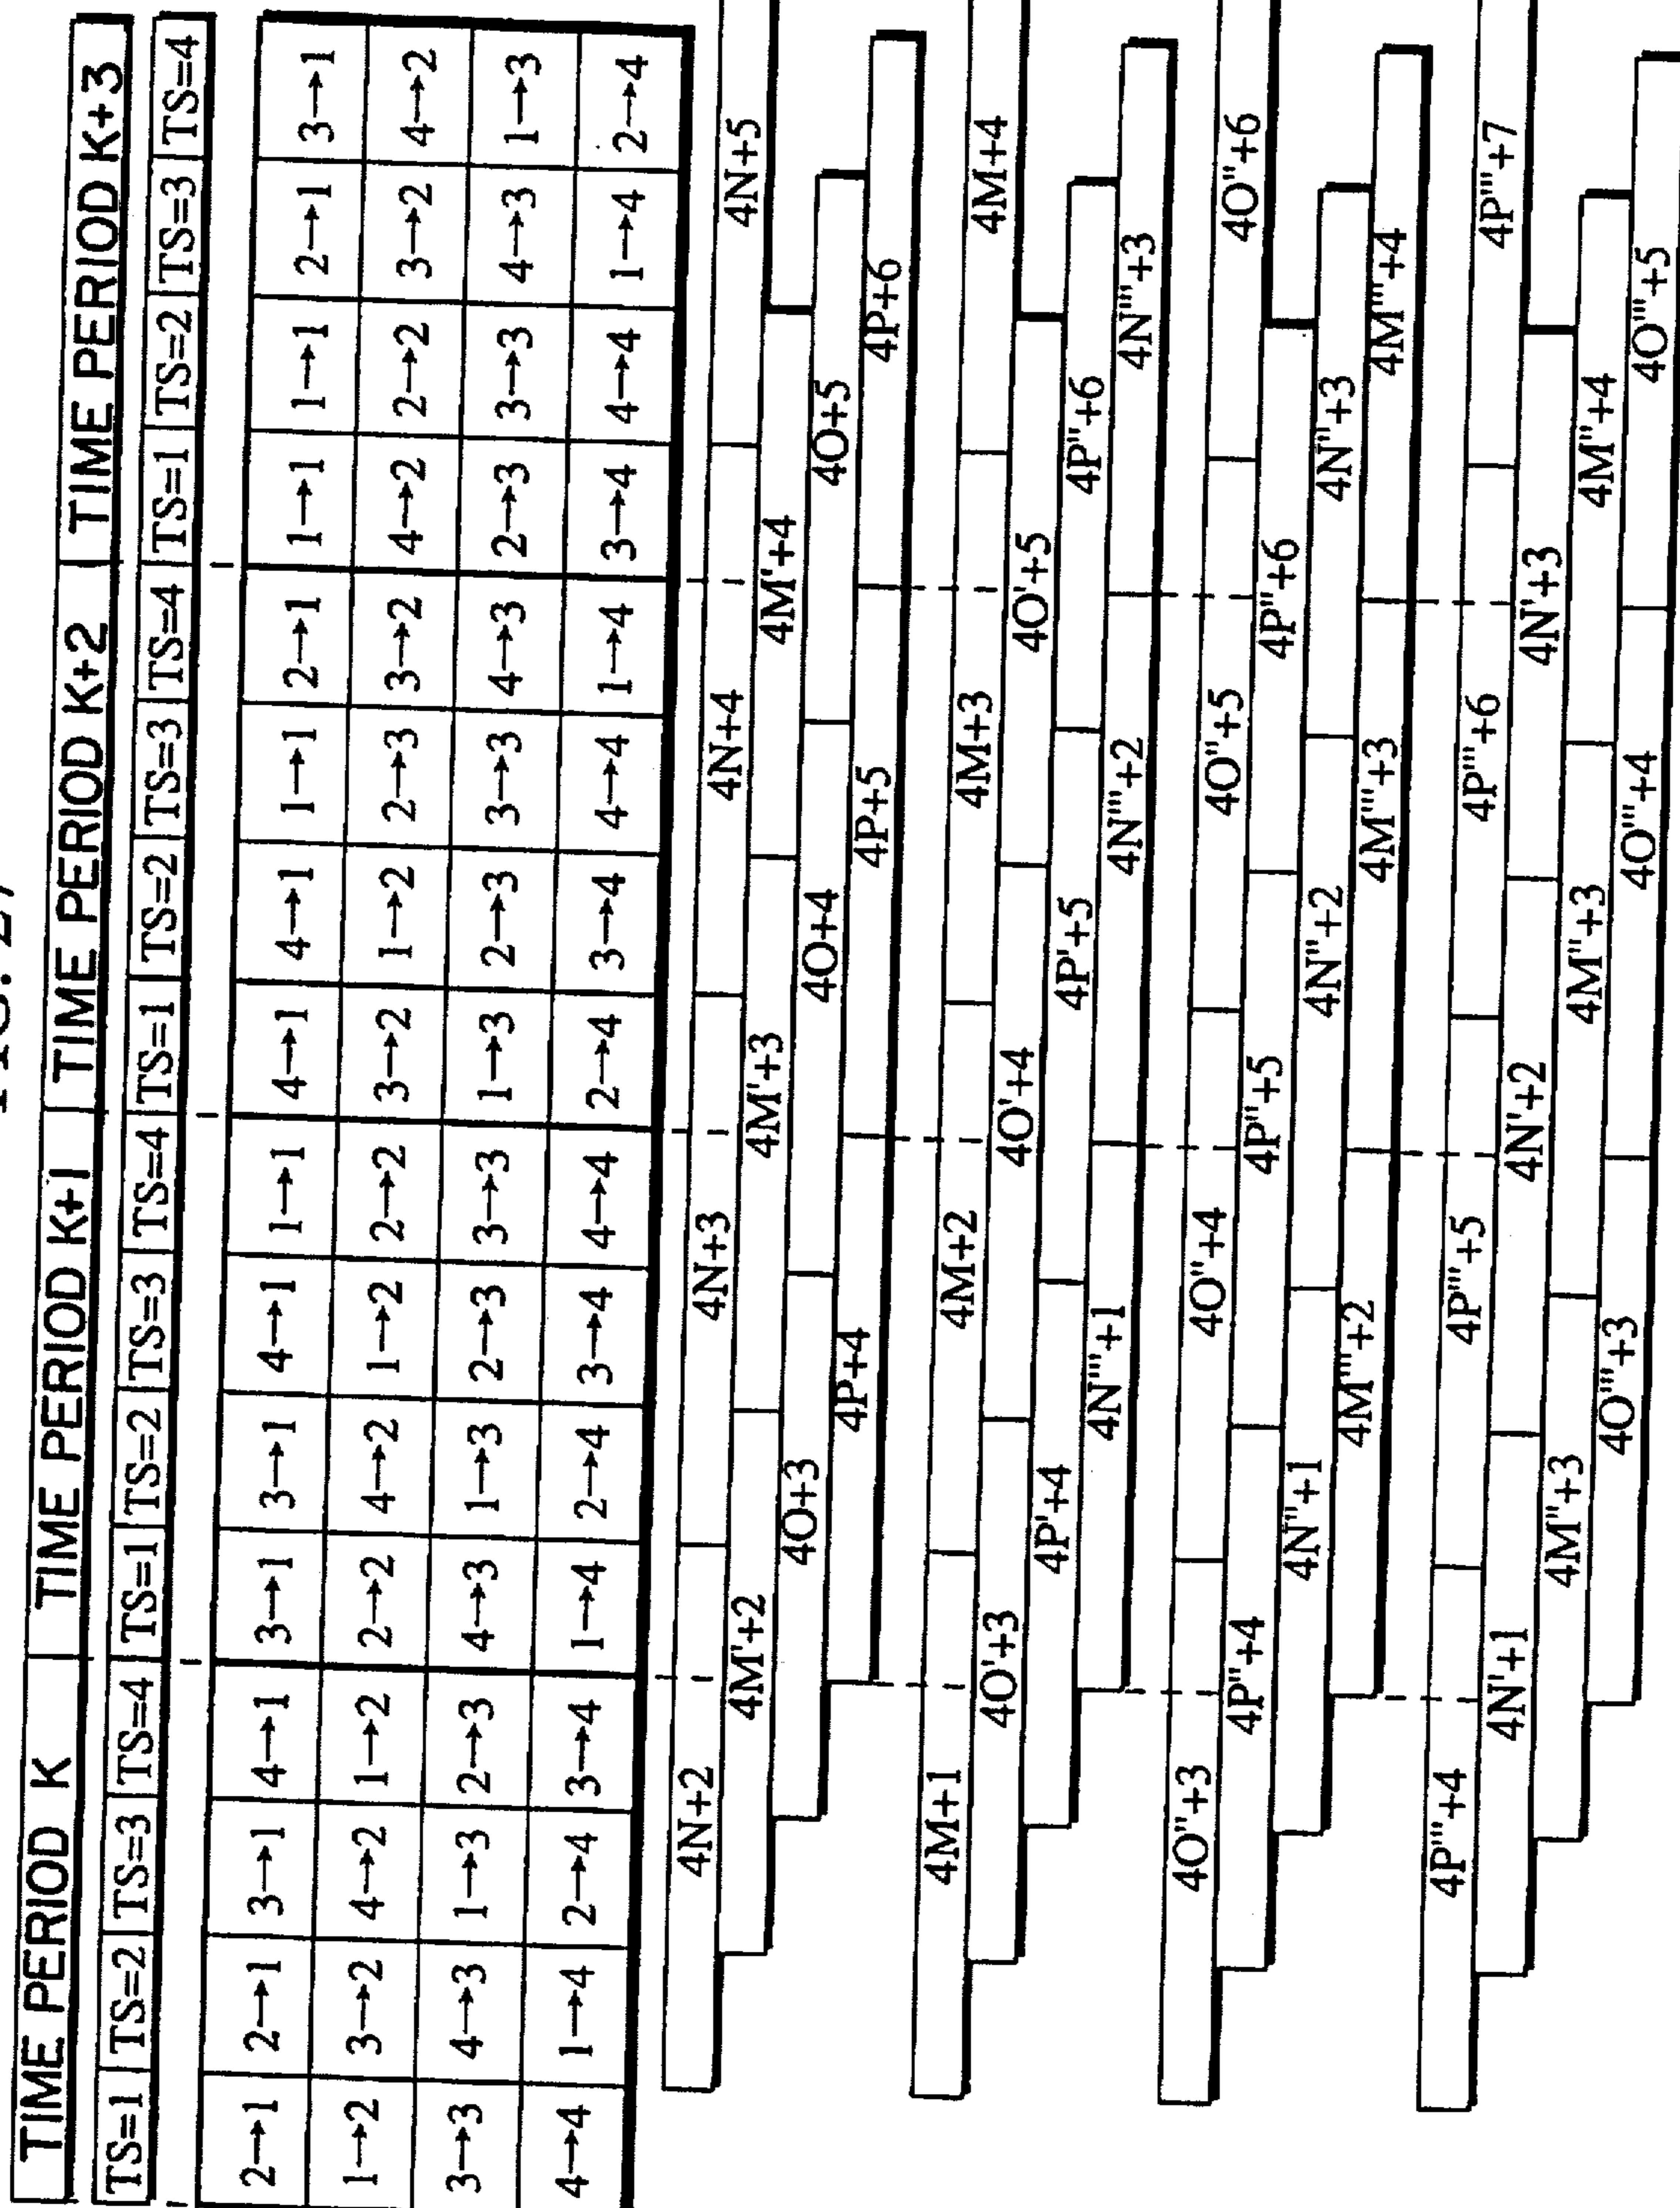 TIME PERIOD K TIME PERIOD K+1 TIME PERIOD K+2 TIME PERIOD K+3
TS=1 TS=2 TS=3 TS=4 TS=1 TS=2 TS=3 TS=4 TS=1 TS=2 TS=3 TS=4 TS=1 TS=2 TS=3 TS=4
2→1 2→1 3→1 4→1 3→1 3→1 4→1 1→1 4→1 4→1 1→1 2→1 1→1 1→1 2→1 3→1
1→2 3→2 4→2 1→2 2→2 4→2 1→2 2→2 3→2 1→2 2→3 3→2 4→2 2→2 3→2 4→2
3→3 4→3 1→3 2→3 4→3 1→3 2→3 3→3 1→3 2→3 3→3 4→3 2→3 3→3 4→3 1→3
4→4 1→4 2→4 3→4 1→4 2→4 3→4 4→4 2→4 3→4 4→4 1→4 3→4 4→4 1→4 2→4
4N+2 4N+3 4N+4 4N+5
4M'+2 4M'+3 4M'+4
4O+3 4O+4 4O+5
4P+4 4P+5 4P+6
4M+1 4M+2 4M+3 4M+4
4O'+3 4O'+4 4O'+5
4P'+4 4P'+5 4P"+6
4N'''+1 4N'''+2 4N'''+3
4O"+3 4O"+4 4O"+5 4O"+6
4P"+4 4P"+5 4P"+6
4N"+1 4N"+2 4N"+3
4M'''+2 4M'''+3 4M'''+4
4P'''+4 4P'''+5 4P'''+6 4P'''+7
4N'+1 4N'+2 4N'+3
4M"+3 4M"+3 4M"+4
4O'''+3 4O'''+4 4O'''+5